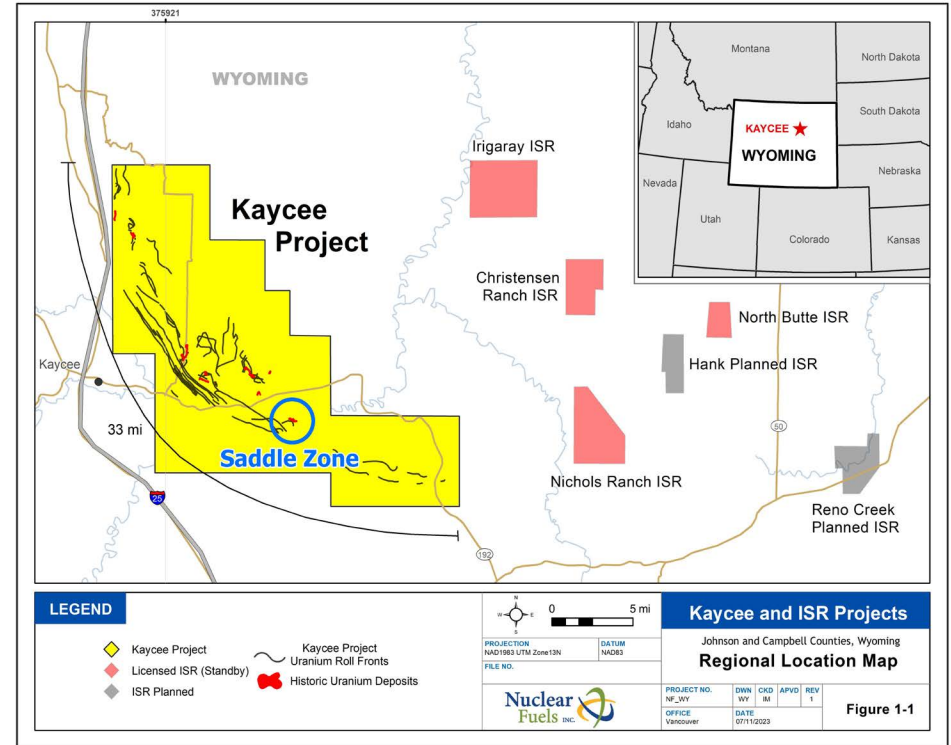 375921
WYOMING
Kaycee
Project
Irigaray ISR
Christensen
Ranch ISR
North Butte ISR
Hank Planned ISR
Nichols Ranch ISR
Reno Creek
Planned ISR
Kaycee
33 mi
Saddle Zone
25
192
50
Montana
North Dakota
South Dakota
Idaho
KAYCEE
WYOMING
Nebraska
Nevada
Utah
Colorado
Kansas
LEGEND
Kaycee Project
Licensed ISR (Standby)
ISR Planned
Kaycee Project
Uranium Roll Fronts
Historic Uranium Deposits
N
W
E
S
0
5 mi
PROJECTION
NAD1983 UTM Zone13N
DATUM
NAD83
FILE NO.
Nuclear
Fuels INC.
Kaycee and ISR Projects
Johnson and Campbell Counties, Wyoming
Regional Location Map
PROJECT NO.
NF_WY
DWN
WY
CKD
IM
APVD
REV
1
OFFICE
Vancouver
DATE
07/11/2023
Figure 1-1